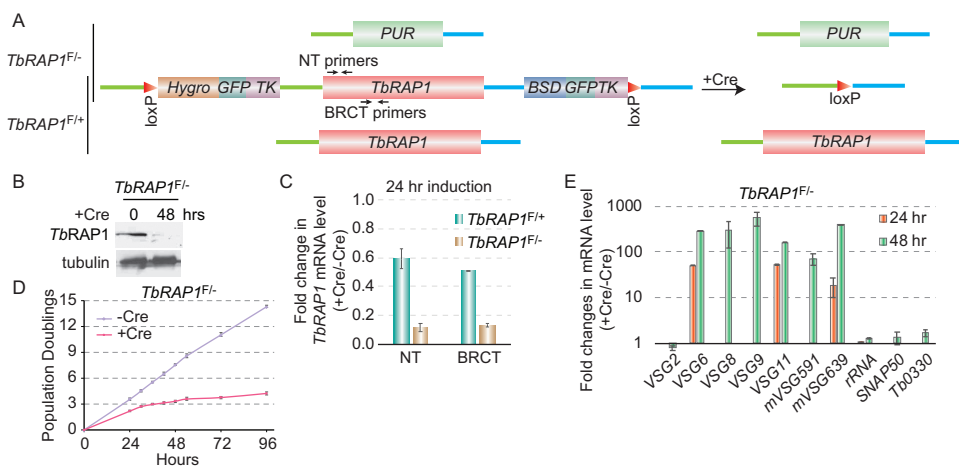 A
TbRAP1F/-
TbRAP1F/+
PUR
NT primers
Hygro GFP TK
TbRAP1
BSD GFP TK
BRCT primers
loxP
loxP
TbRAP1
+Cre
PUR
loxP
TbRAP1
B
TbRAP1F/-
+Cre 0 48 hrs
TbRAP1
tubulin
C
24 hr induction
Fold change in
TbRAP1 mRNA level
(+Cre/-Cre)
1.0
0.8
0.6
0.4
0.2
0.0
TbRAP1F/+
TbRAP1F/-
NT BRCT
D
TbRAP1F/-
Population Doublings
15
12
9
6
3
0
-Cre
+Cre
0 24 48 72 96
Hours
E
TbRAP1F/-
Fold changes in mRNA level
(+Cre/-Cre)
1000
100
10
1
24 hr
48 hr
VSG2
VSG6
VSG8
VSG9
VSG11
mVSG591
mVSG639
rRNA
SNAP50
Tb0330